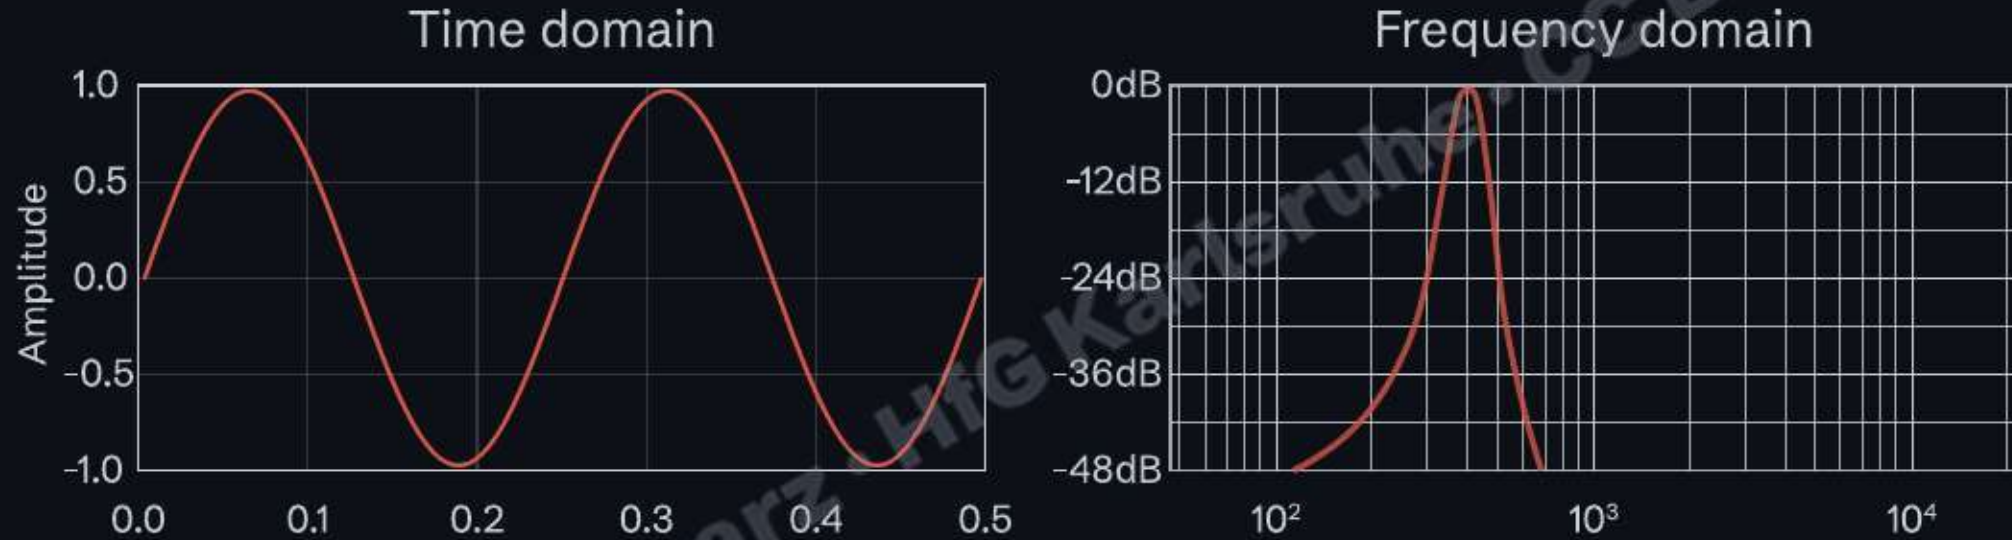 Time domain
Amplitude
1.0
0.5
0.0
-0.5
-1.0
0.0 0.1 0.2 0.3 0.4 0.5
Frequency domain
0dB
-12dB
-24dB
-36dB
-48dB
10² 10³ 10⁴
HfG Karlsruhe